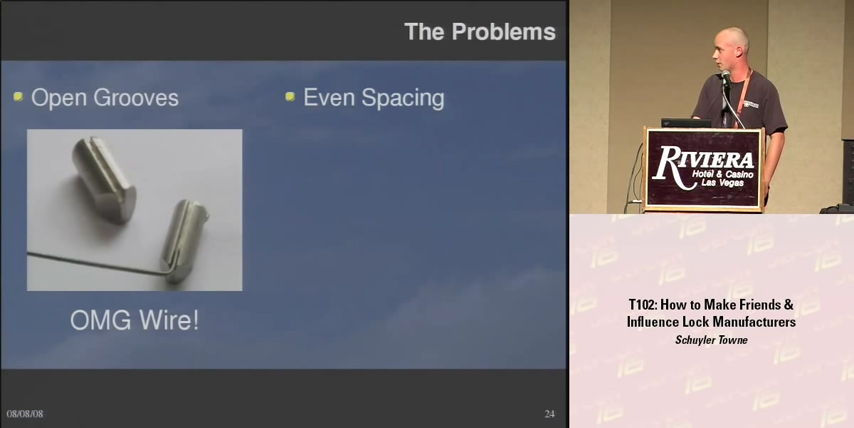 The Problems
Open Grooves
Even Spacing
OMG Wire!
08/08/08
24
RIVIERA
Hotel & Casino
Las Vegas
T102: How to Make Friends &
Influence Lock Manufacturers
Schuyler Towne